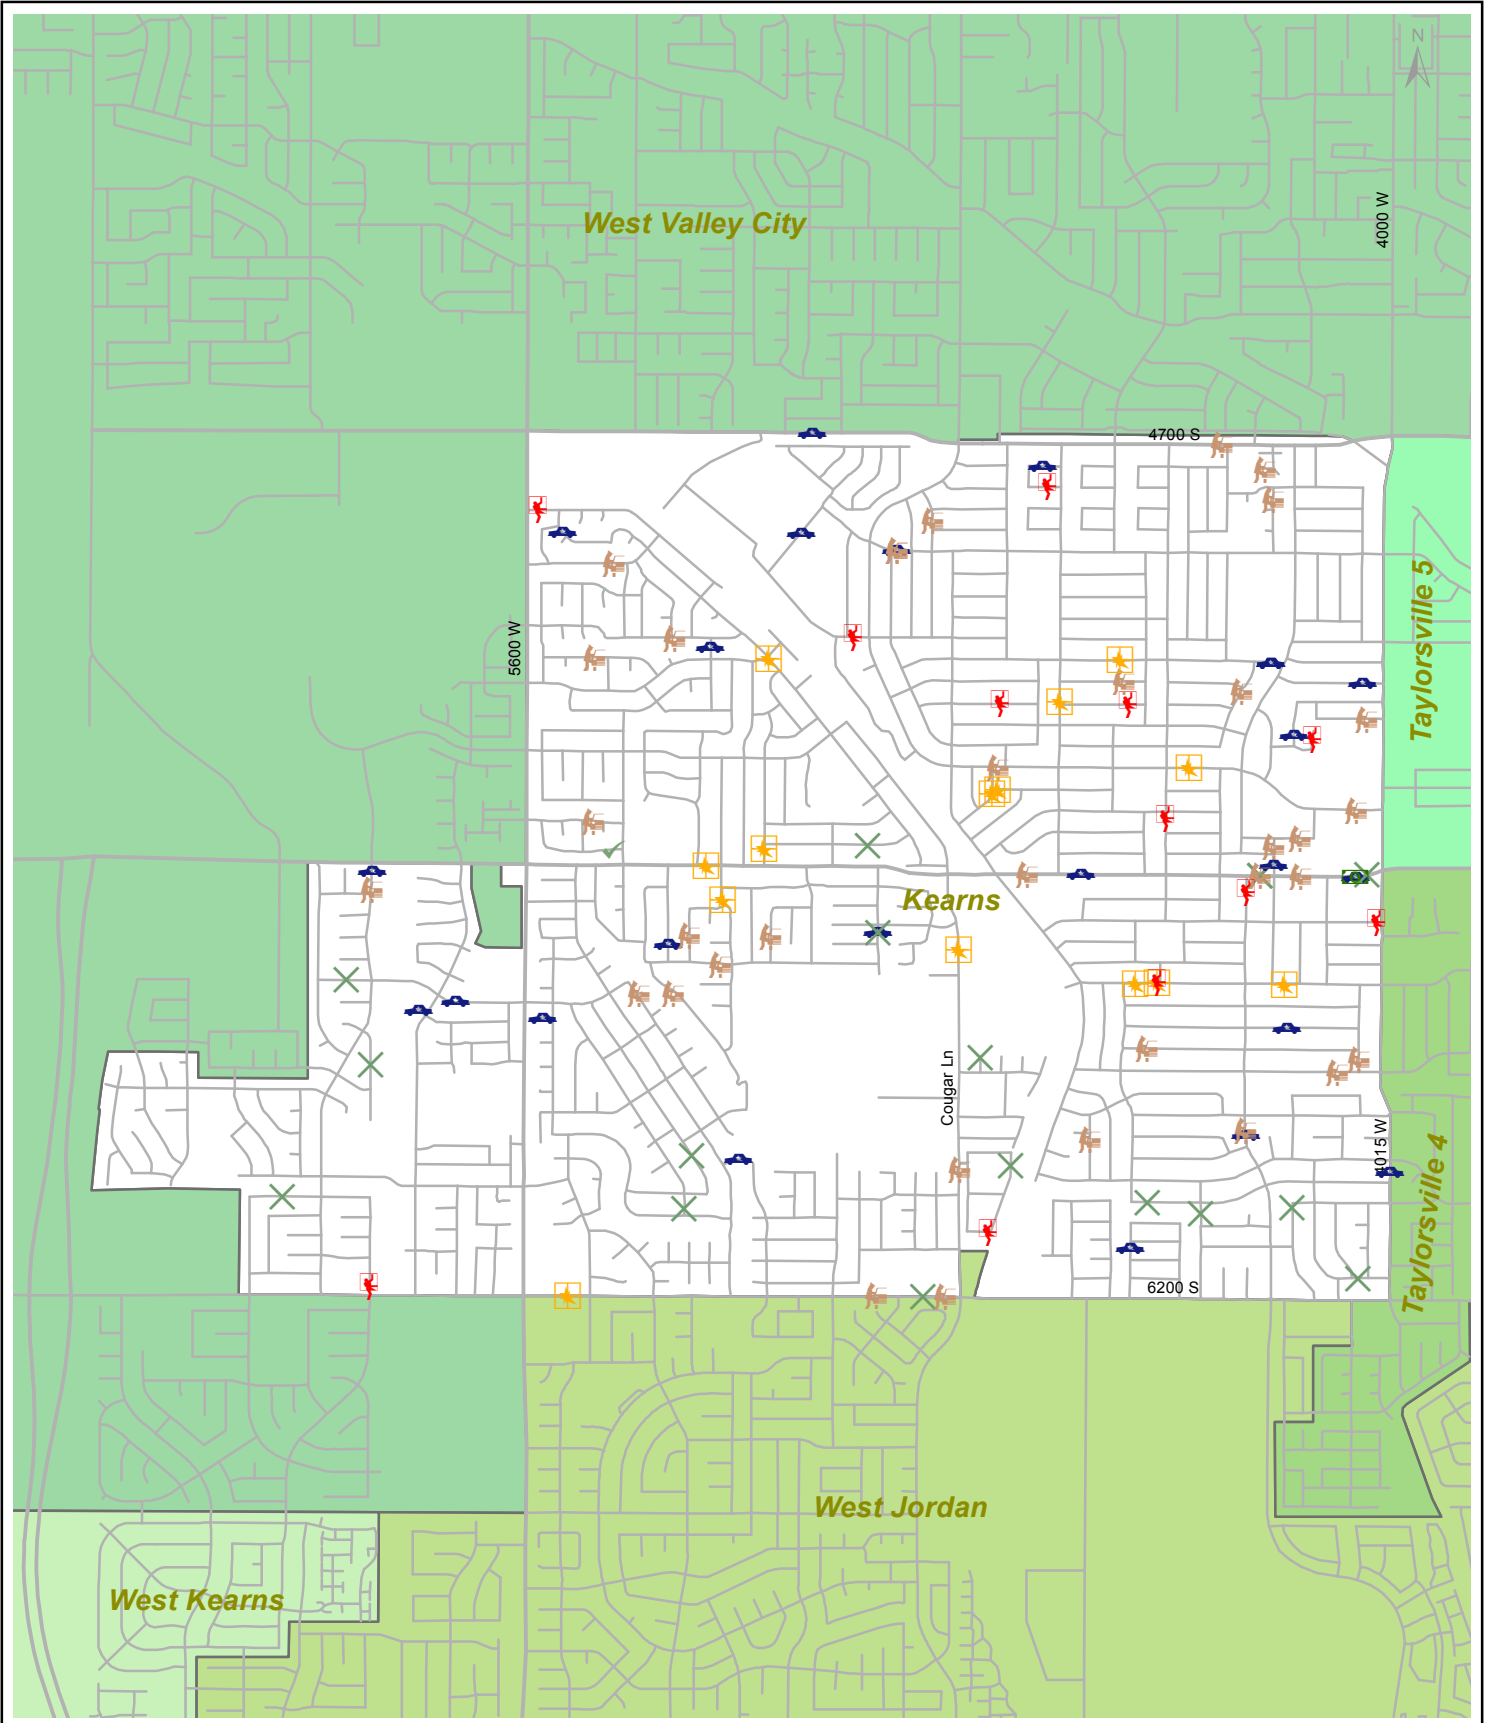 N
4000 W
West Valley City
4700 S
Taylorsville 5
5600 W
Kearns
Cougar Ln
4015 W
Taylorsville 4
6200 S
West Jordan
West Kearns